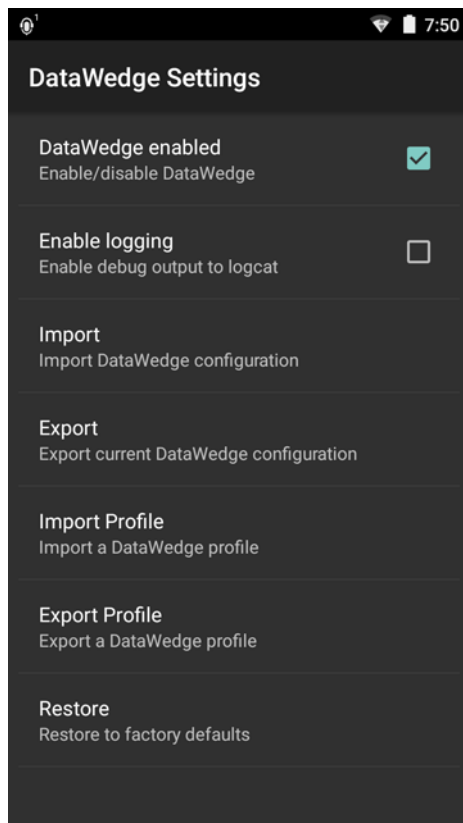 1 7:50
DataWedge Settings
DataWedge enabled
Enable/disable DataWedge
Enable logging
Enable debug output to logcat
Import
Import DataWedge configuration
Export
Export current DataWedge configuration
Import Profile
Import a DataWedge profile
Export Profile
Export a DataWedge profile
Restore
Restore to factory defaults